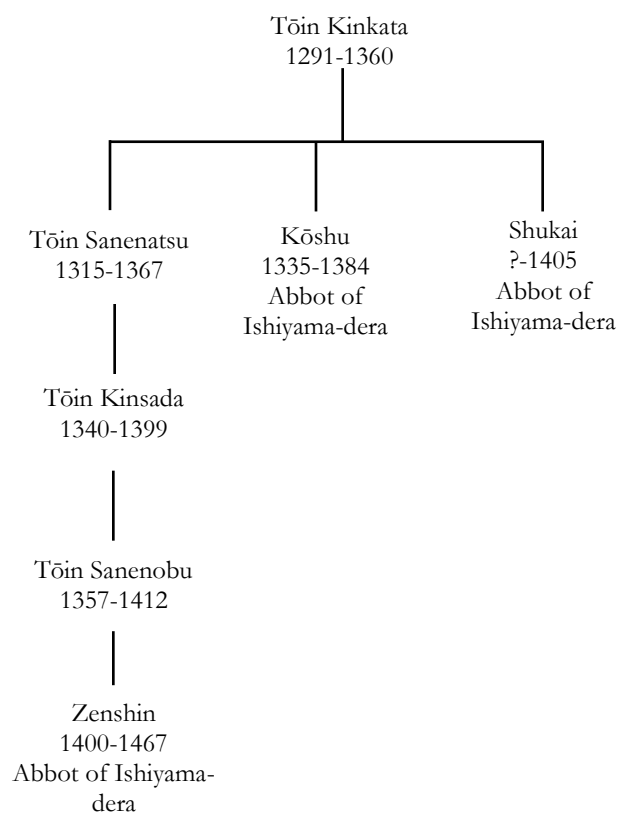 Tōin Kinkata
1291-1360
Tōin Sanenatsu
1315-1367
Kōshu
1335-1384
Abbot of
Ishiyama-dera
Shukai
?-1405
Abbot of
Ishiyama-dera
Tōin Kinsada
1340-1399
Tōin Sanenobu
1357-1412
Zenshin
1400-1467
Abbot of Ishiyama-
dera